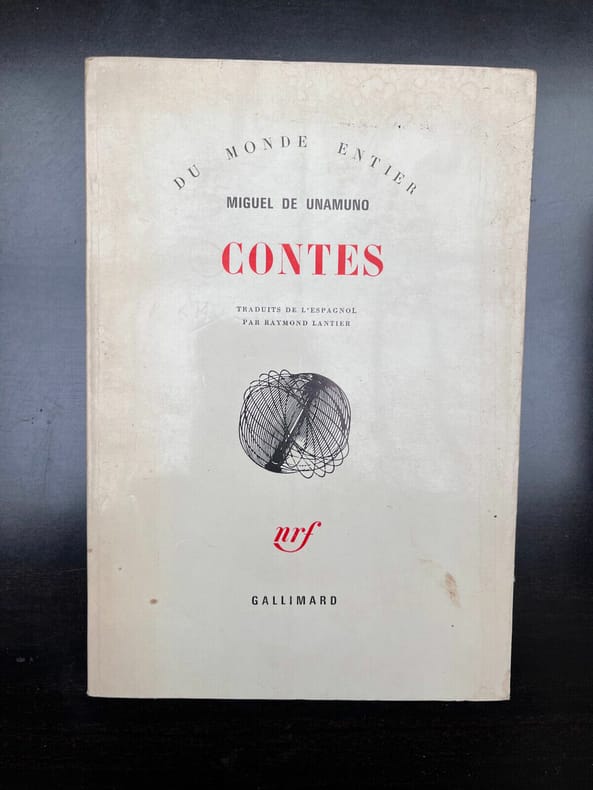 DU MONDE ENTIER
MIGUEL DE UNAMUNO
CONTES
TRADUITS DE L'ESPAGNOL
PAR RAYMOND LANTIER
nrf
GALLIMARD